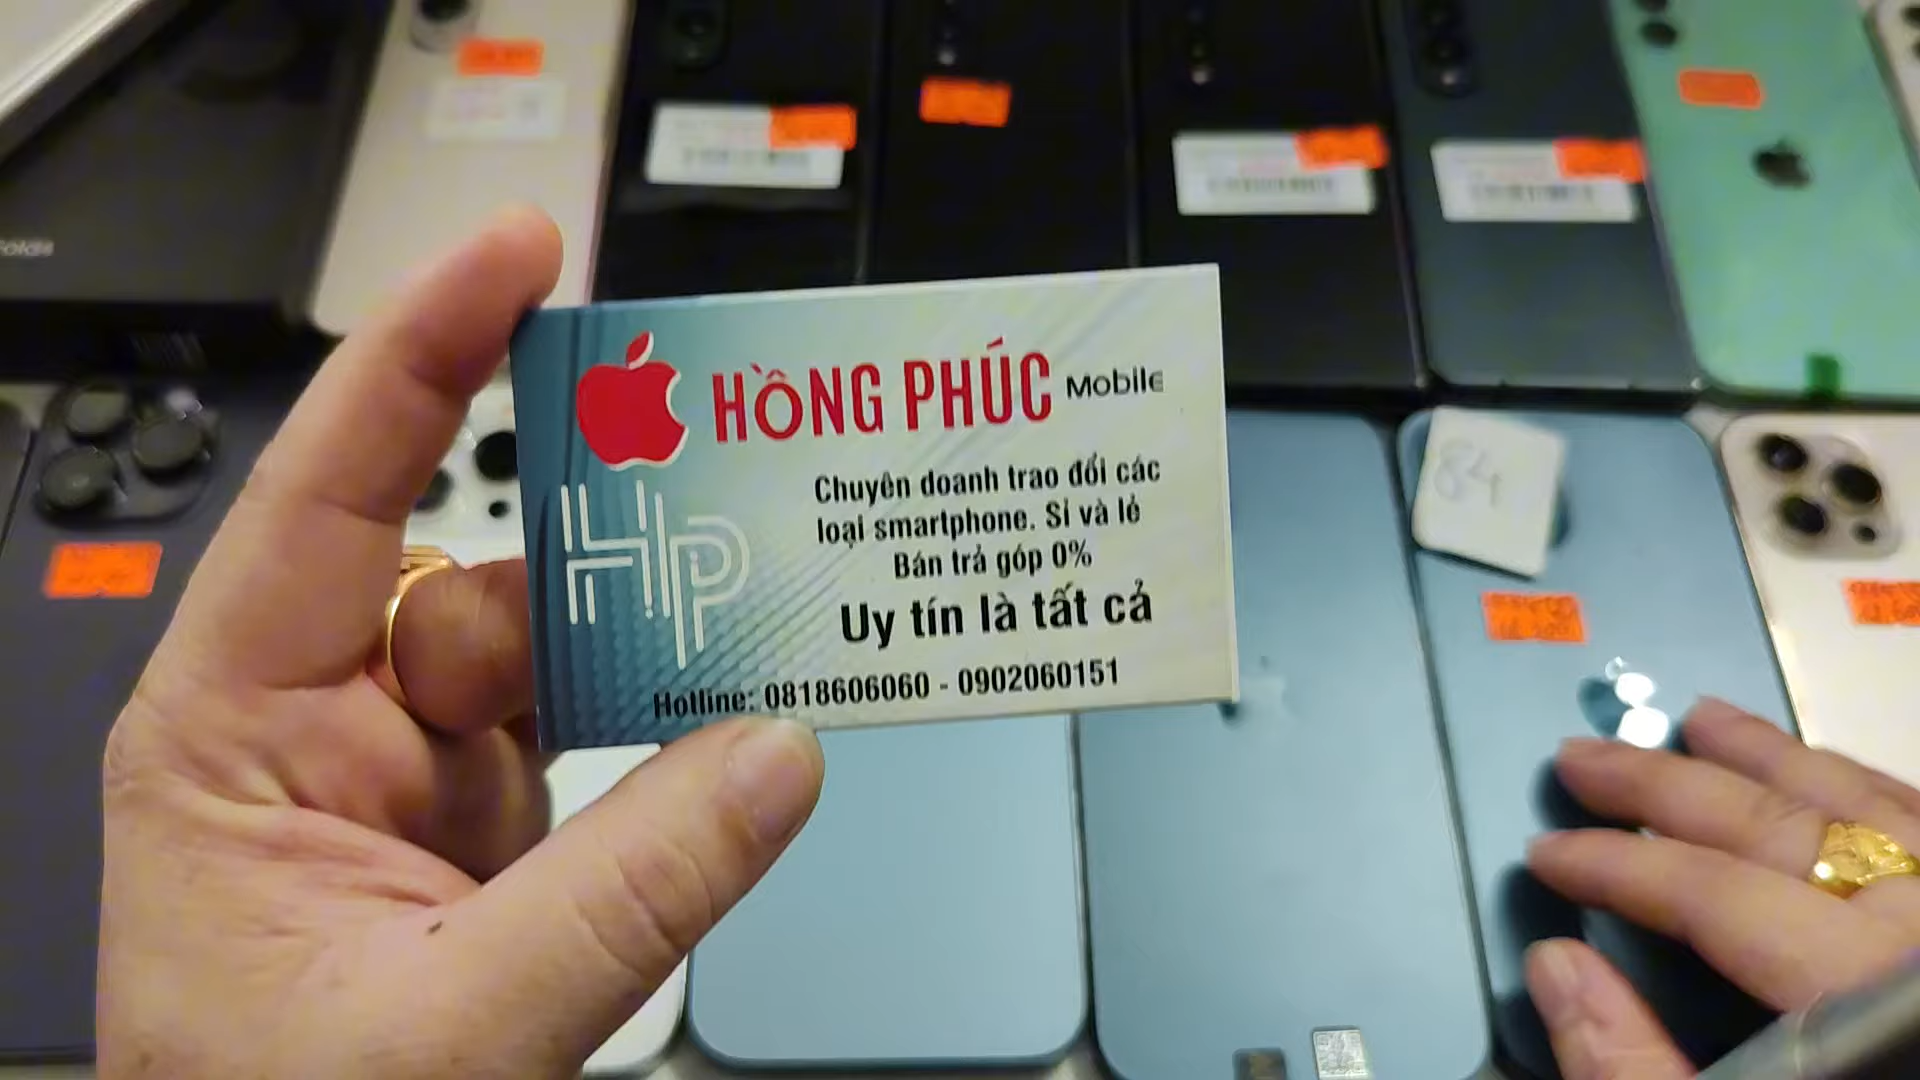 HỒNG PHÚC Mobile
Chuyên doanh trao đổi các
loại smartphone. Sỉ và lẻ
Bán trả góp 0%
Uy tín là tất cả
Hotline: 0818606060 - 0902060151
HP
84